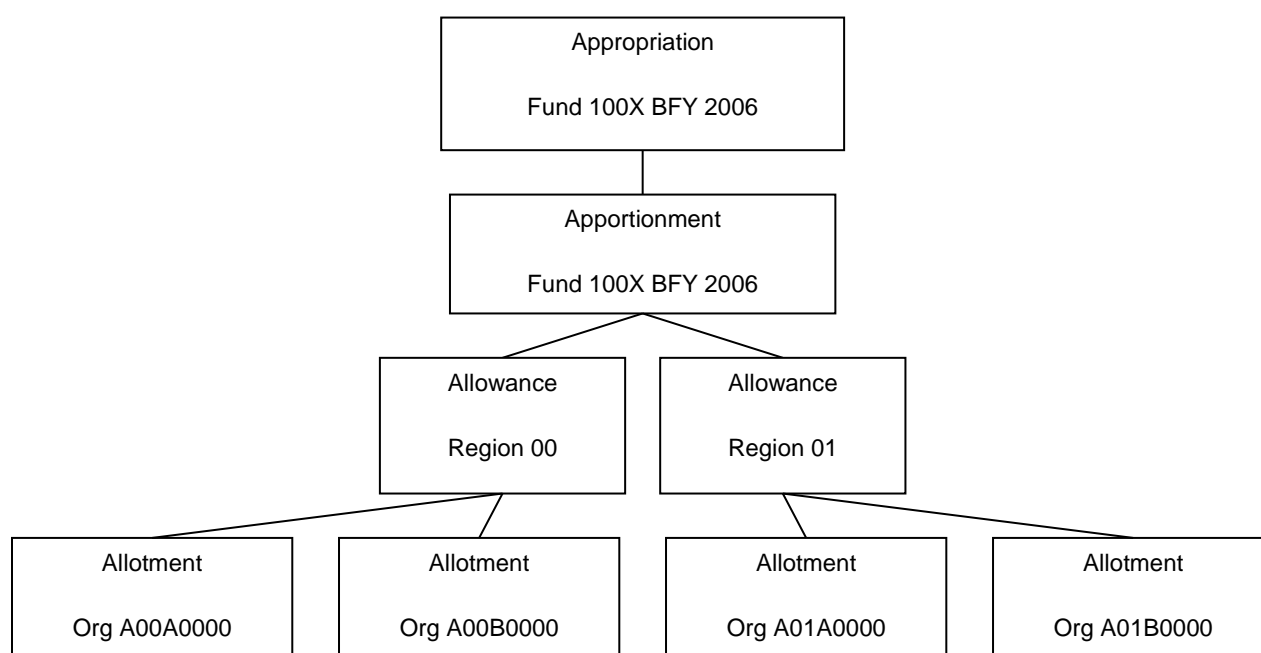 Appropriation
Fund 100X BFY 2006
Apportionment
Fund 100X BFY 2006
Allowance
Region 00
Allowance
Region 01
Allotment
Org A00A0000
Allotment
Org A00B0000
Allotment
Org A01A0000
Allotment
Org A01B0000